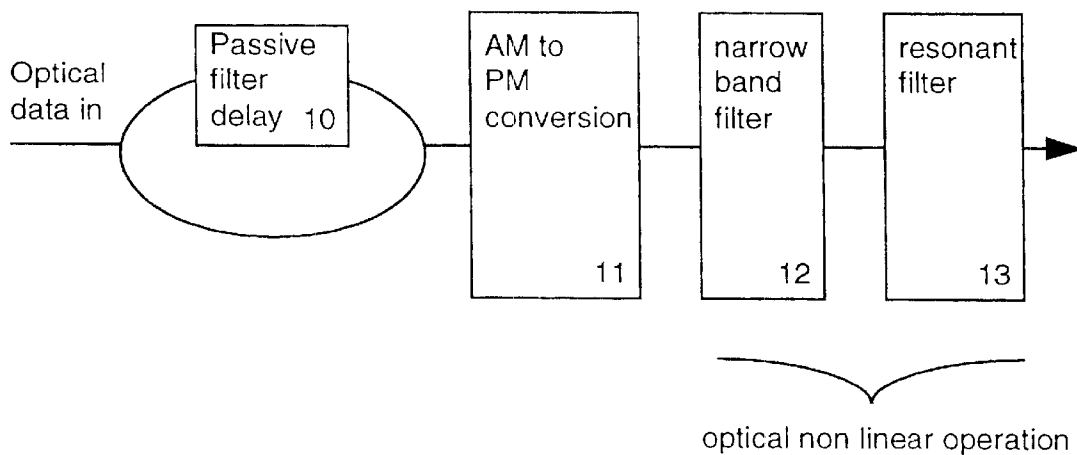 Optical
data in
Passive
filter
delay 10
AM to
PM
conversion
11
narrow
band
filter
12
resonant
filter
13
optical non linear operation